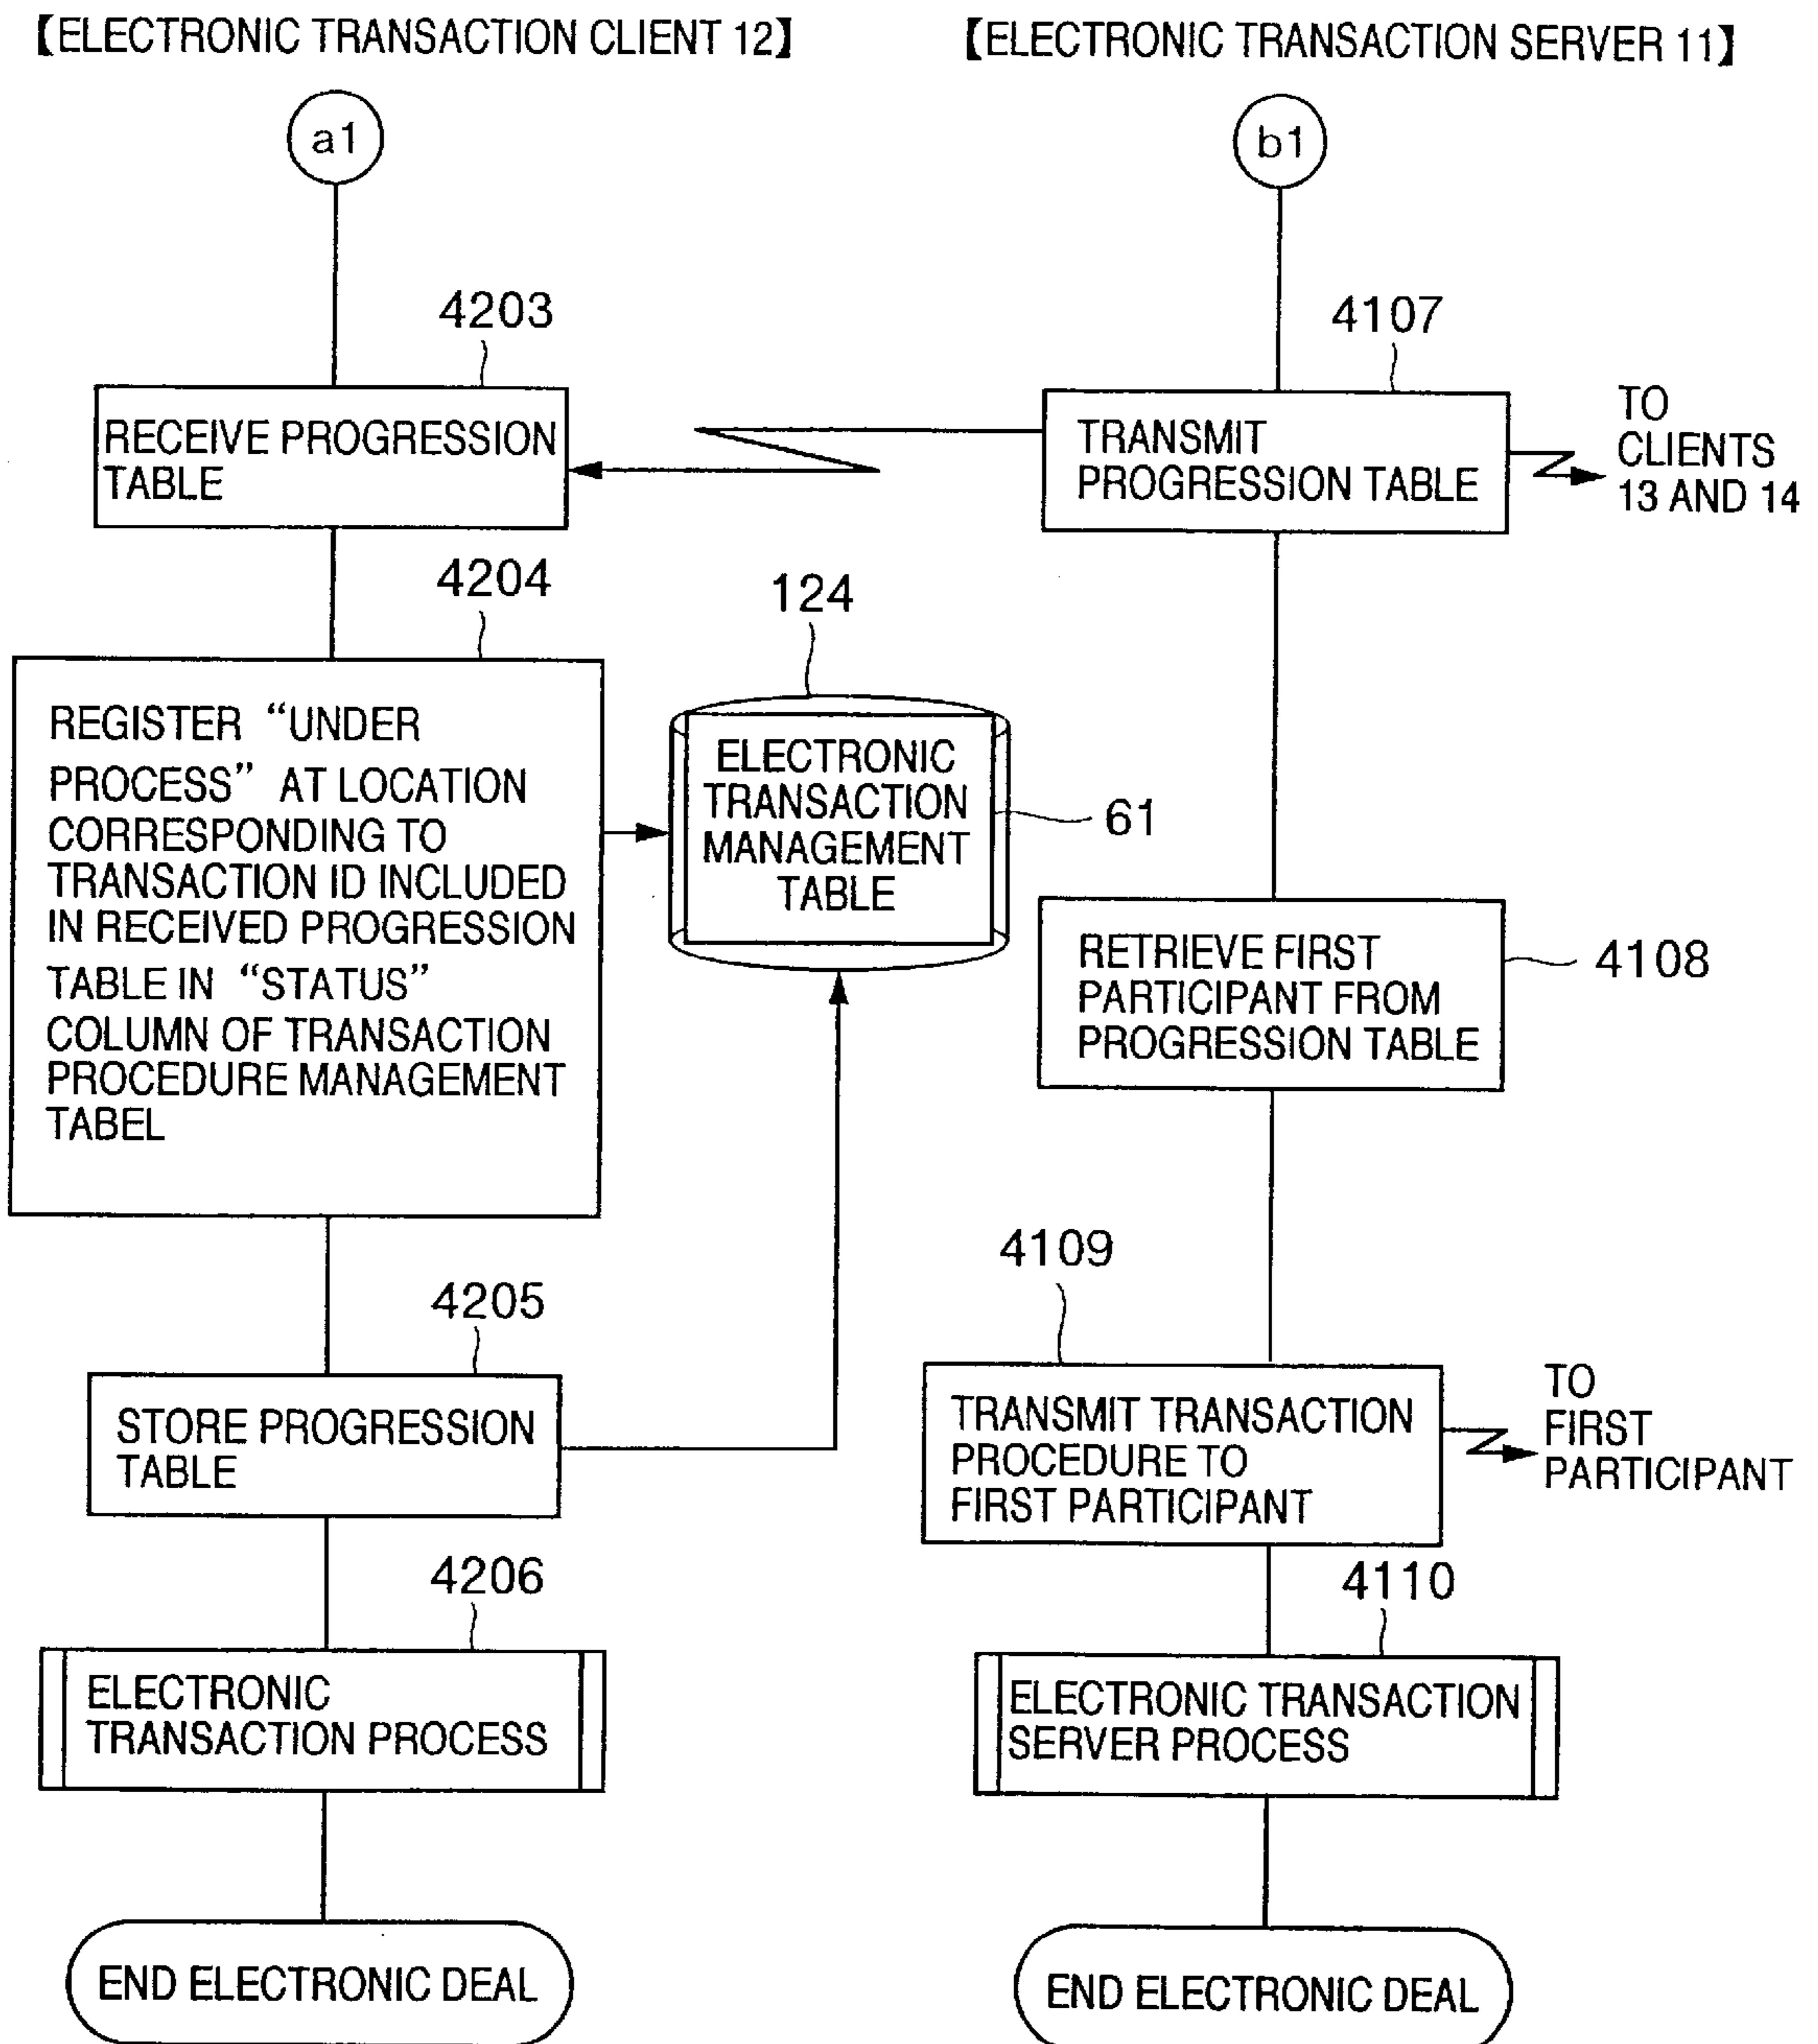 【ELECTRONIC TRANSACTION CLIENT 12】
【ELECTRONIC TRANSACTION SERVER 11】
a1
b1
4203
4107
RECEIVE PROGRESSION
TABLE
TRANSMIT
PROGRESSION TABLE
TO
CLIENTS
13 AND 14
4204
124
REGISTER “UNDER
PROCESS” AT LOCATION
CORRESPONDING TO
TRANSACTION ID INCLUDED
IN RECEIVED PROGRESSION
TABLE IN “STATUS”
COLUMN OF TRANSACTION
PROCEDURE MANAGEMENT
TABEL
ELECTRONIC
TRANSACTION
MANAGEMENT
TABLE
61
RETRIEVE FIRST
PARTICIPANT FROM
PROGRESSION TABLE
4108
4109
4205
STORE PROGRESSION
TABLE
TRANSMIT TRANSACTION
PROCEDURE TO
FIRST PARTICIPANT
TO
FIRST
PARTICIPANT
4206
4110
ELECTRONIC
TRANSACTION PROCESS
ELECTRONIC TRANSACTION
SERVER PROCESS
END ELECTRONIC DEAL
END ELECTRONIC DEAL